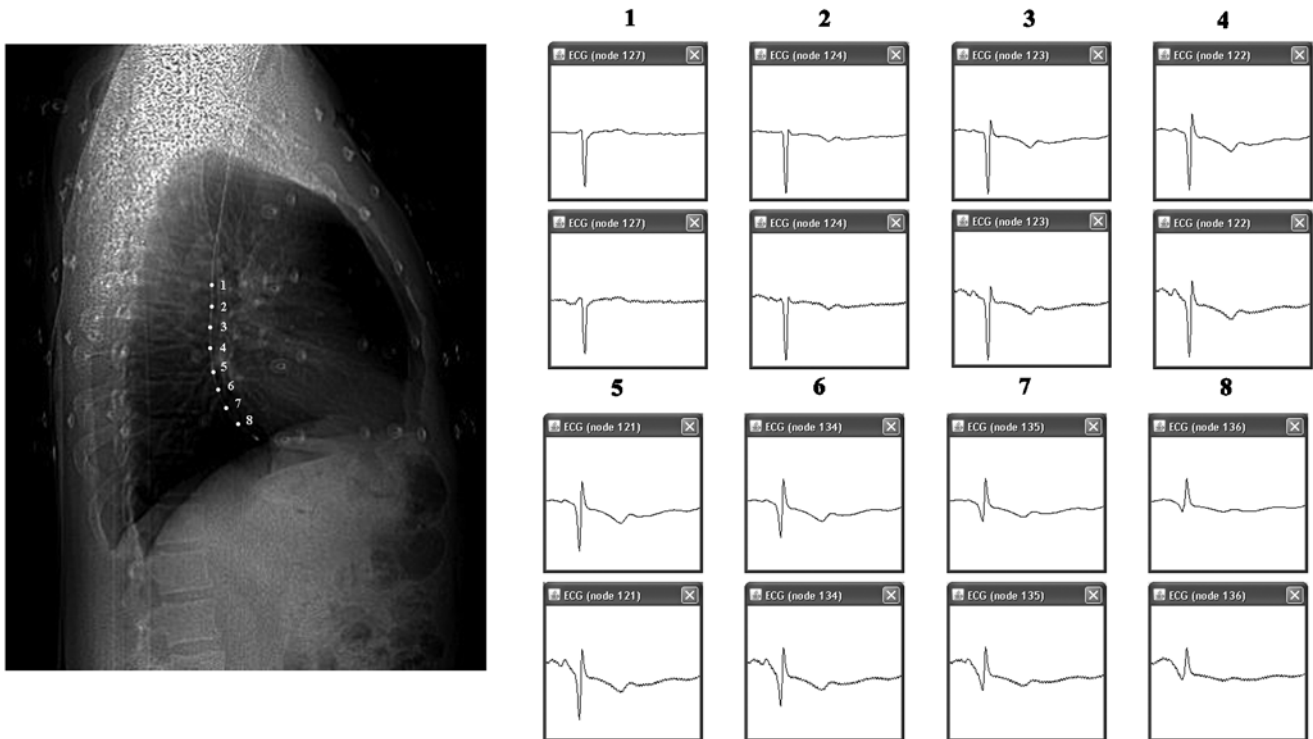 1 2 3 4
ECG (node 127) ECG (node 124) ECG (node 123) ECG (node 122)
ECG (node 127) ECG (node 124) ECG (node 123) ECG (node 122)
1
2
3
4
5
6
7
8
5 6 7 8
ECG (node 121) ECG (node 134) ECG (node 135) ECG (node 136)
ECG (node 121) ECG (node 134) ECG (node 135) ECG (node 136)